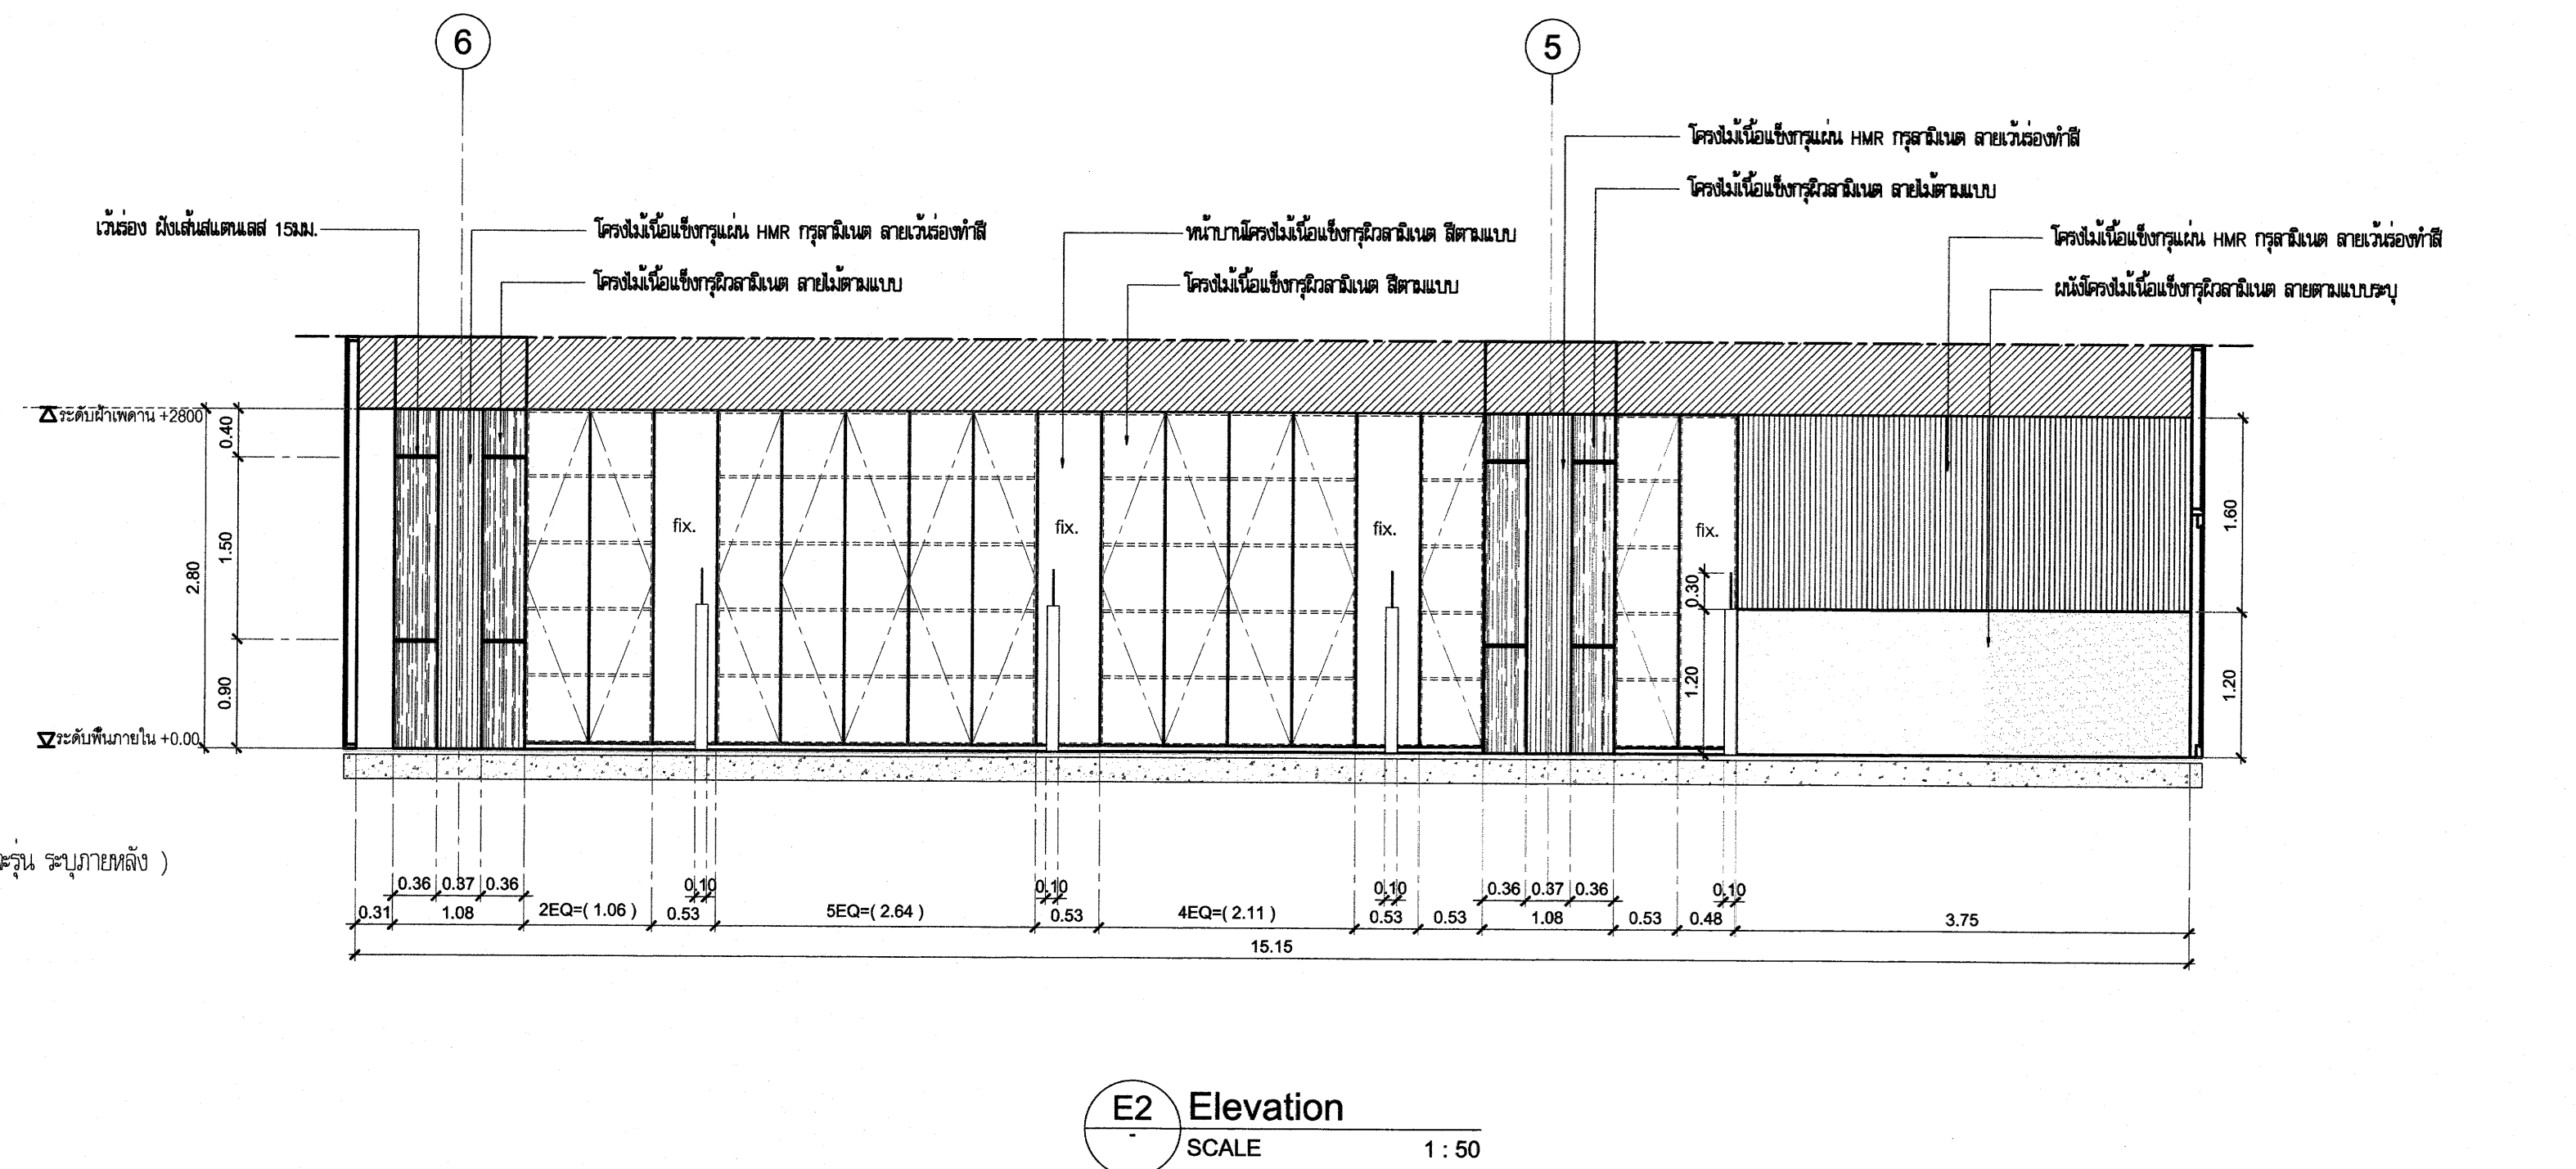 6
5
โครงไม้เนื้อแข็งกรุแผ่น HMR กรุลามิเนต ลายเว้นร่องทำสี
โครงไม้เนื้อแข็งกรุผิวลามิเนต ลายไม้ตามแบบ
เว้นร่อง ฝังเส้นสแตนเลส 15มม.
โครงไม้เนื้อแข็งกรุแผ่น HMR กรุลามิเนต ลายเว้นร่องทำสี
หน้าบานโครงไม้เนื้อแข็งกรุผิวลามิเนต สีตามแบบ
โครงไม้เนื้อแข็งกรุแผ่น HMR กรุลามิเนต ลายเว้นร่องทำสี
โครงไม้เนื้อแข็งกรุผิวลามิเนต ลายไม้ตามแบบ
โครงไม้เนื้อแข็งกรุผิวลามิเนต สีตามแบบ
ผนังโครงไม้เนื้อแข็งกรุผิวลามิเนต ลายตามแบบระบุ
ระดับฝ้าเพดาน +2800
0.40
1.50
2.80
0.90
ระดับพื้นภายใน +0.00
fix.
fix.
fix.
fix.
0.30
1.20
1.60
1.20
ะรุ่น ระบุภายหลัง )
0.36 0.37 0.36
0.10
0.10
0.10
0.36 0.37 0.36
0.10
0.31 1.08 2EQ=( 1.06 ) 0.53 5EQ=( 2.64 ) 0.53 4EQ=( 2.11 ) 0.53 0.53 1.08 0.53 0.48 3.75
15.15
E2 Elevation
-
SCALE 1 : 50